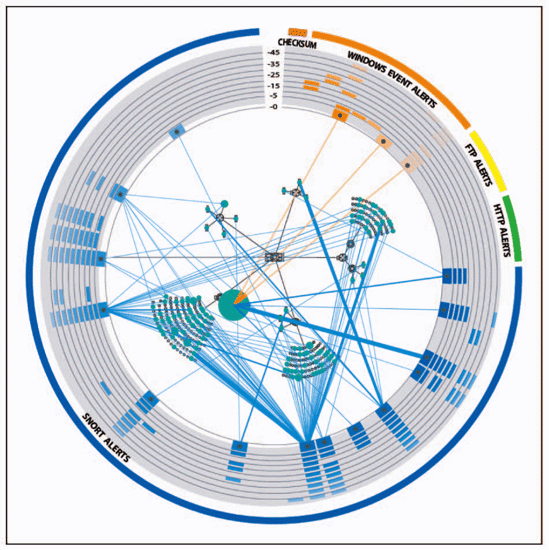 CHECKSUM
WINDOWS EVENT ALERTS
FTP ALERTS
HTTP ALERTS
SNORT ALERTS
-45
-35
-25
-15
-5
-0